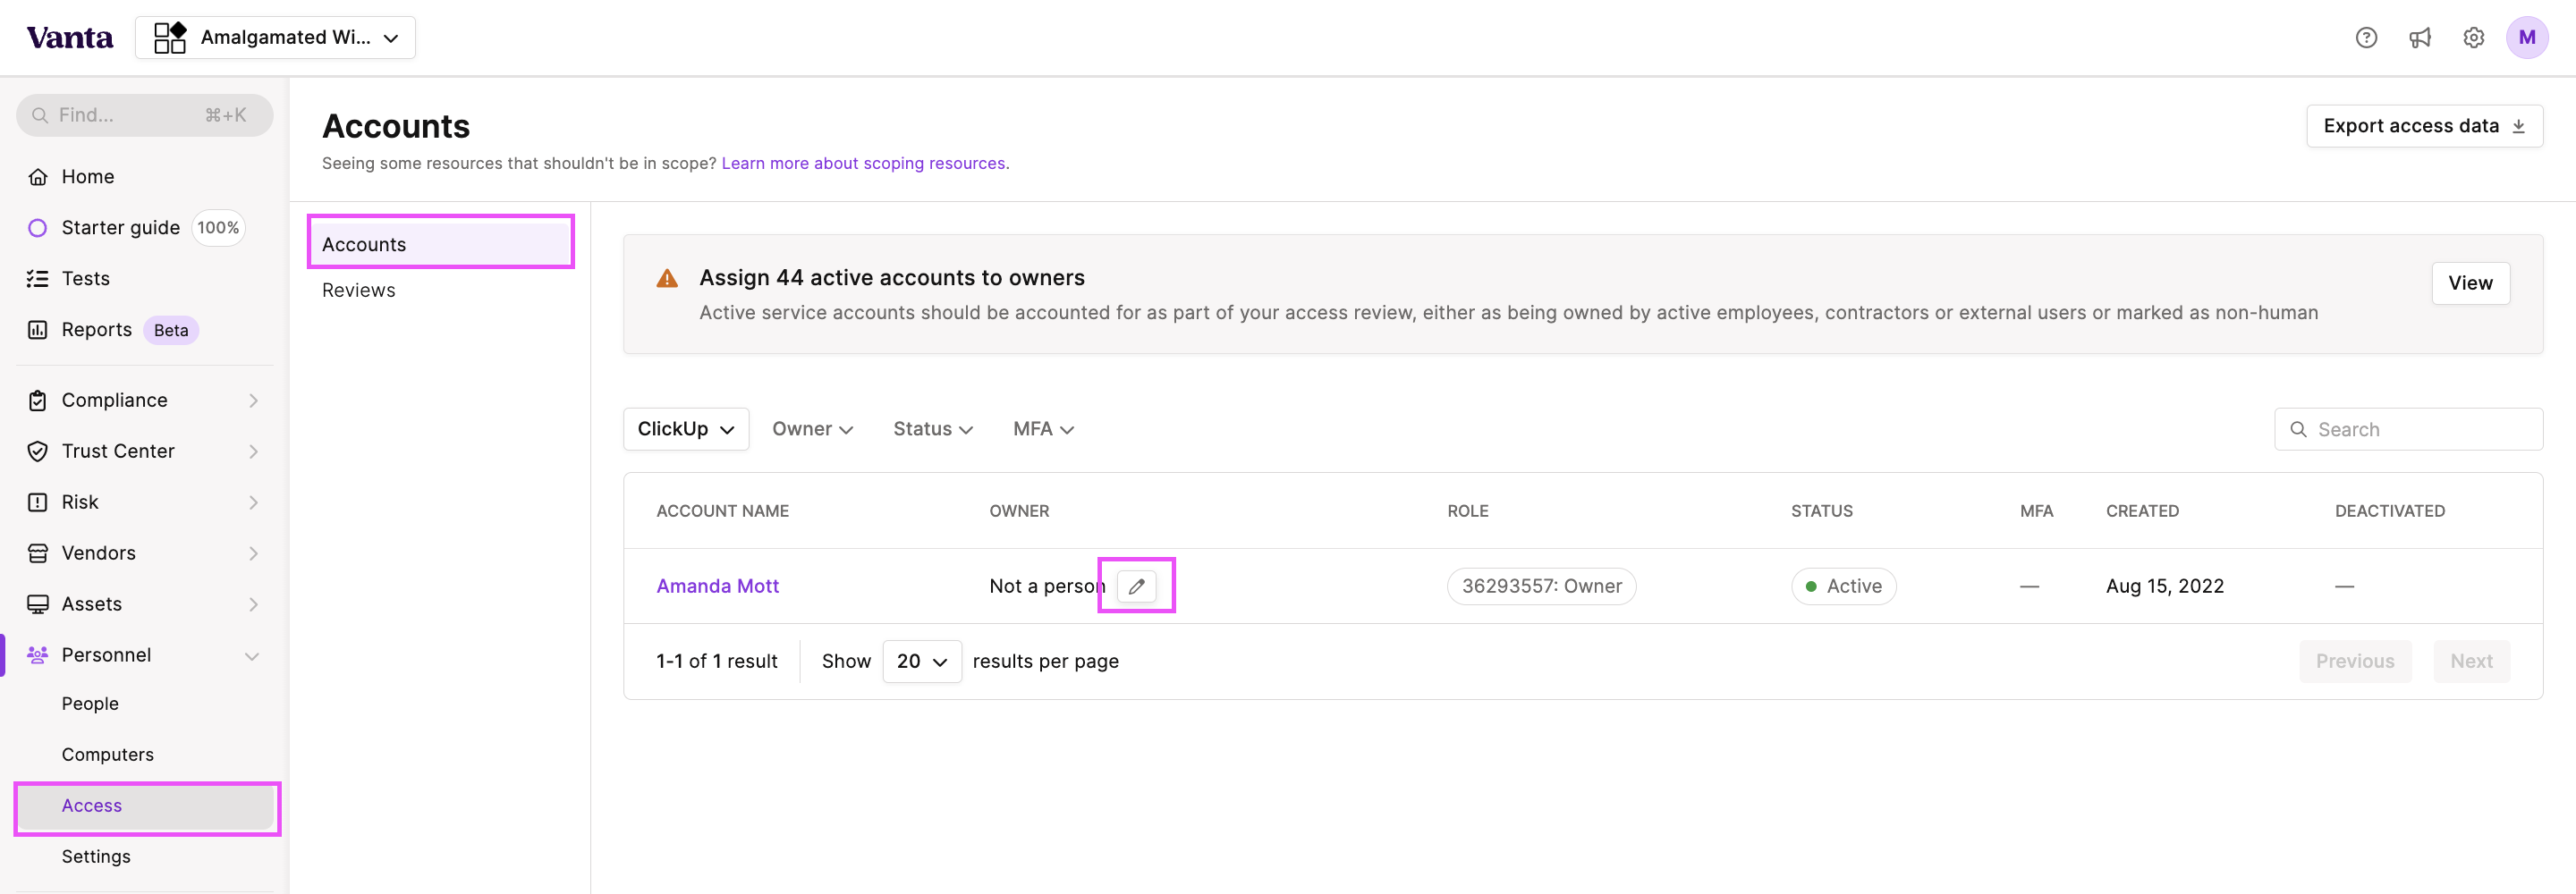 Vanta
Amalgamated Wi...
M
Find... ⌘+K
Home
Starter guide 100%
Tests
Reports Beta
Compliance
Trust Center
Risk
Vendors
Assets
Personnel
People
Computers
Access
Settings
Accounts
Seeing some resources that shouldn't be in scope? Learn more about scoping resources.
Export access data
Accounts
Reviews
Assign 44 active accounts to owners
Active service accounts should be accounted for as part of your access review, either as being owned by active employees, contractors or external users or marked as non-human
View
ClickUp Owner Status MFA Search
ACCOUNT NAME OWNER ROLE STATUS MFA CREATED DEACTIVATED
Amanda Mott Not a person 36293557: Owner Active — Aug 15, 2022 —
1-1 of 1 result Show 20 results per page Previous Next